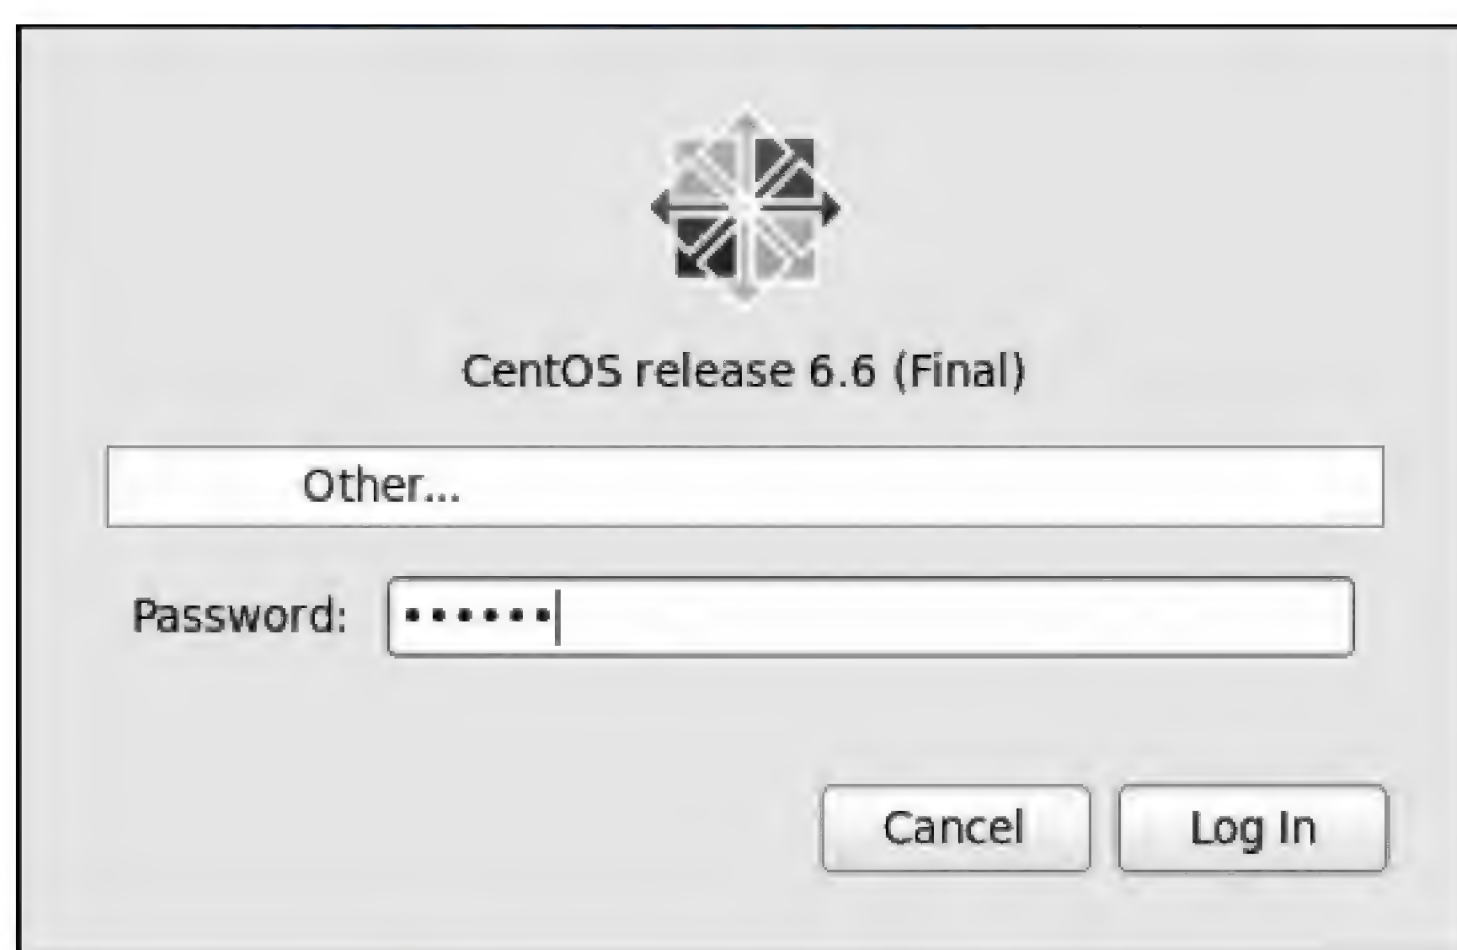 CentOS release 6.6 (Final)
Other...
Password: ••••••
Cancel Log In